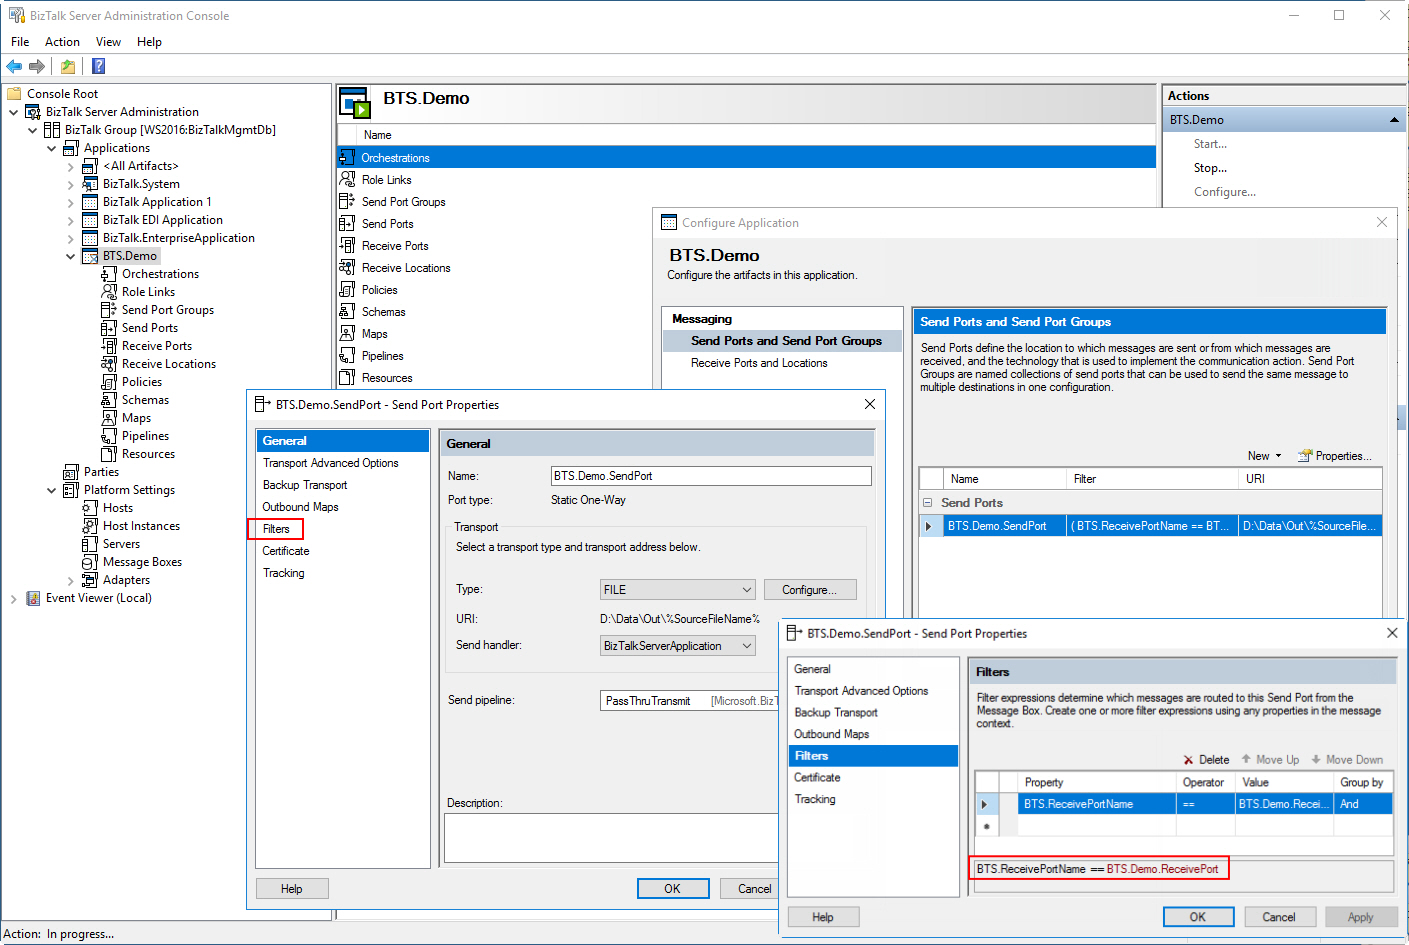 BizTalk Server Administration Console
File Action View Help
Console Root
BizTalk Server Administration
BizTalk Group [WS2016:BizTalkMgmtDb]
Applications
<All Artifacts>
BizTalk.System
BizTalk Application 1
BizTalk EDI Application
BizTalk.EnterpriseApplication
BTS.Demo
Orchestrations
Role Links
Send Port Groups
Send Ports
Receive Ports
Receive Locations
Policies
Schemas
Maps
Pipelines
Resources
Parties
Platform Settings
Hosts
Host Instances
Servers
Message Boxes
Adapters
Event Viewer (Local)
BTS.Demo
Name
Orchestrations
Role Links
Send Port Groups
Send Ports
Receive Ports
Receive Locations
Policies
Schemas
Maps
Pipelines
Resources
Actions
BTS.Demo
Start...
Stop...
Configure...
Configure Application
BTS.Demo
Configure the artifacts in this application.
Messaging
Send Ports and Send Port Groups
Receive Ports and Locations
Send Ports and Send Port Groups
Send Ports define the location to which messages are sent or from which messages are
received, and the technology that is used to implement the communication action. Send Port
Groups are named collections of send ports that can be used to send the same message to
multiple destinations in one configuration.
New Properties...
Name Filter URI
Send Ports
BTS.Demo.SendPort ( BTS.ReceivePortName == BT... D:\Data\Out\%SourceFile...
BTS.Demo.SendPort - Send Port Properties
General
Transport Advanced Options
Backup Transport
Outbound Maps
Filters
Certificate
Tracking
General
Name: BTS.Demo.SendPort
Port type: Static One-Way
Transport
Select a transport type and transport address below.
Type: FILE Configure...
URI: D:\Data\Out\%SourceFileName%
Send handler: BizTalkServerApplication
Send pipeline: PassThruTransmit [Microsoft.BizT
Description:
Help OK Cancel
BTS.Demo.SendPort - Send Port Properties
General
Transport Advanced Options
Backup Transport
Outbound Maps
Filters
Certificate
Tracking
Filters
Filter expressions determine which messages are routed to this Send Port from the
Message Box. Create one or more filter expressions using any properties in the message
context.
Delete Move Up Move Down
Property Operator Value Group by
BTS.ReceivePortName == BTS.Demo.Recei... And
BTS.ReceivePortName == BTS.Demo.ReceivePort
Help OK Cancel Apply
Action: In progress...